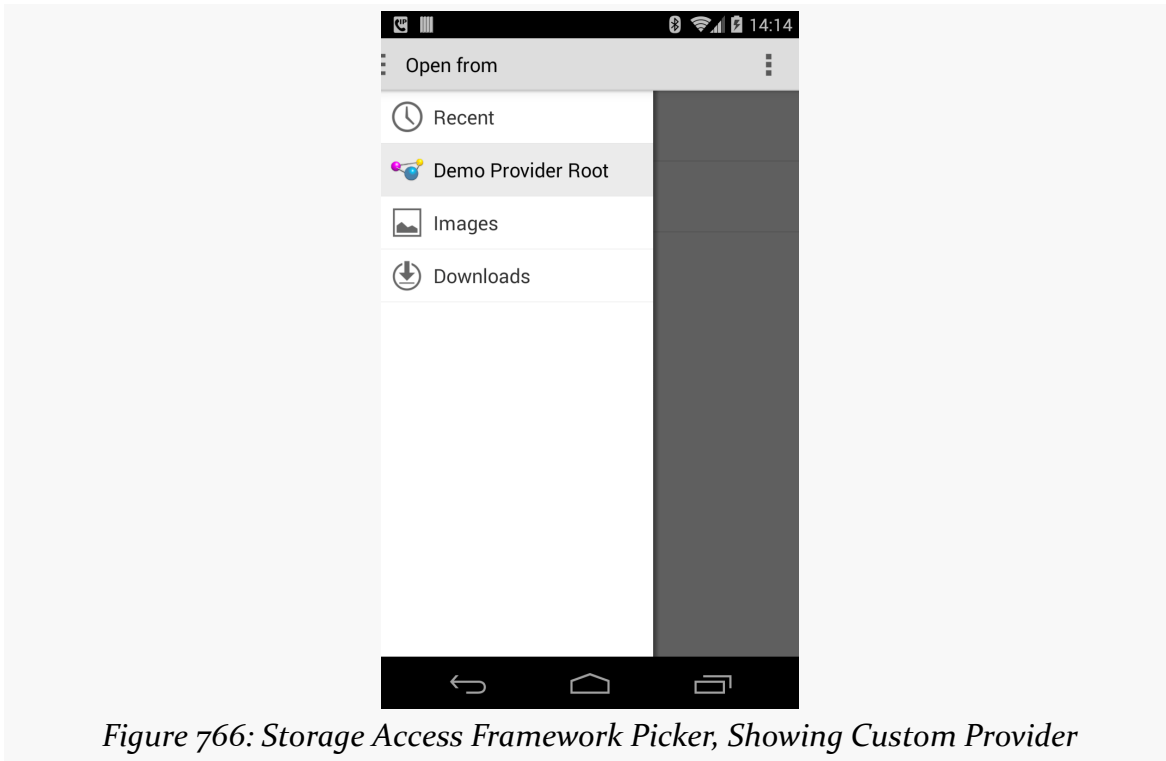 14:14
Open from
Recent
Demo Provider Root
Images
Downloads
Figure 766: Storage Access Framework Picker, Showing Custom Provider